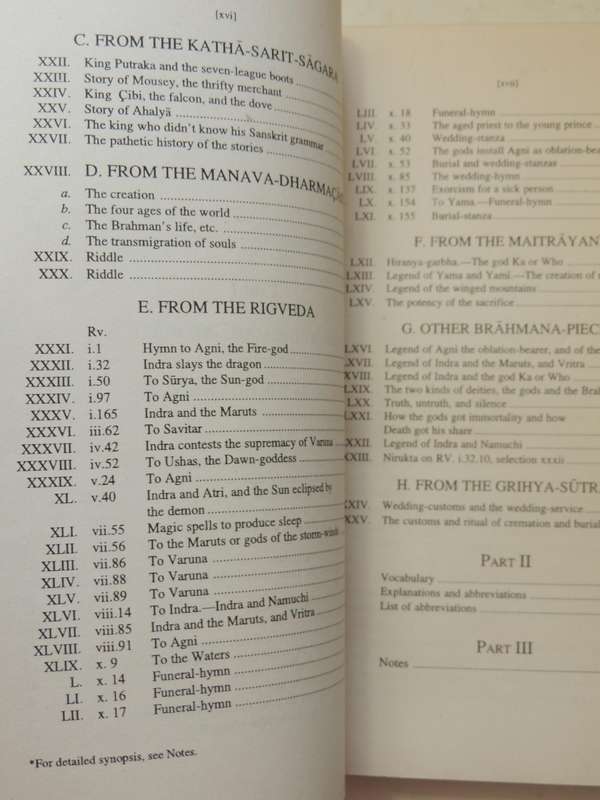 [xvi]
C. FROM THE KATHĀ-SARIT-SĀGARA
XXII. King Putraka and the seven-league boots
XXIII. Story of Mousey, the thrifty merchant
XXIV. King Çibi, the falcon, and the dove
XXV. Story of Ahalyā
XXVI. The king who didn't know his Sanskrit grammar
XXVII. The pathetic history of the stories
XXVIII. D. FROM THE MANAVA-DHARMAÇ
a. The creation
b. The four ages of the world
c. The Brahman's life, etc.
d. The transmigration of souls
XXIX. Riddle
XXX. Riddle
E. FROM THE RIGVEDA
Rv.
XXXI. i.1 Hymn to Agni, the Fire-god
XXXII. i.32 Indra slays the dragon
XXXIII. i.50 To Sūrya, the Sun-god
XXXIV. i.97 To Agni
XXXV. i.165 Indra and the Maruts
XXXVI. iii.62 To Savitar
XXXVII. iv.42 Indra contests the supremacy of Varuna
XXXVIII. iv.52 To Ushas, the Dawn-goddess
XXXIX. v.24 To Agni
XL. v.40 Indra and Atri, and the Sun eclipsed by
the demon
XLI. vii.55 Magic spells to produce sleep
XLII. vii.56 To the Maruts or gods of the storm-winds
XLIII. vii.86 To Varuna
XLIV. vii.88 To Varuna
XLV. vii.89 To Varuna
XLVI. viii.14 To Indra.—Indra and Namuchi
XLVII. viii.85 Indra and the Maruts, and Vritra
XLVIII. viii.91 To Agni
XLIX. x. 9 To the Waters
L. x. 14 Funeral-hymn
LI. x. 16 Funeral-hymn
LII. x. 17 Funeral-hymn
*For detailed synopsis, see Notes.
[xvii]
LIII. x. 18 Funeral-hymn
LIV. x. 33 The aged priest to the young prince
LV. x. 40 Wedding-stanza
LVI. x. 52 The gods install Agni as oblation-bearer
LVII. x. 53 Burial and wedding-stanzas
LVIII. x. 85 The wedding-hymn
LIX. x. 137 Exorcism for a sick person
LX. x. 154 To Yama.—Funeral-hymn
LXI. x. 155 Burial-stanza
F. FROM THE MAITRĀYAN
LXII. Hiranya-garbha.—The god Ka or Who
LXIII. Legend of Yama and Yami.—The creation of
LXIV. Legend of the winged mountains
LXV. The potency of the sacrifice
G. OTHER BRĀHMANA-PIEC
LXVI. Legend of Agni the oblation-bearer, and of the
XVII. Legend of Indra and the Maruts, and Vritra
XVIII. Legend of Indra and the god Ka or Who
LXIX. The two kinds of deities, the gods and the Bra
LXX. Truth, untruth, and silence
LXXI. How the gods got immortality and how
Death got his share
XXII. Legend of Indra and Namuchi
XXIII. Nirukta on RV. i.32.10, selection xxxii
H. FROM THE GRIHYA-SŪTRA
XXIV. Wedding-customs and the wedding-service
XXV. The customs and ritual of cremation and burial
PART II
Vocabulary
Explanations and abbreviations
List of abbreviations
PART III
Notes